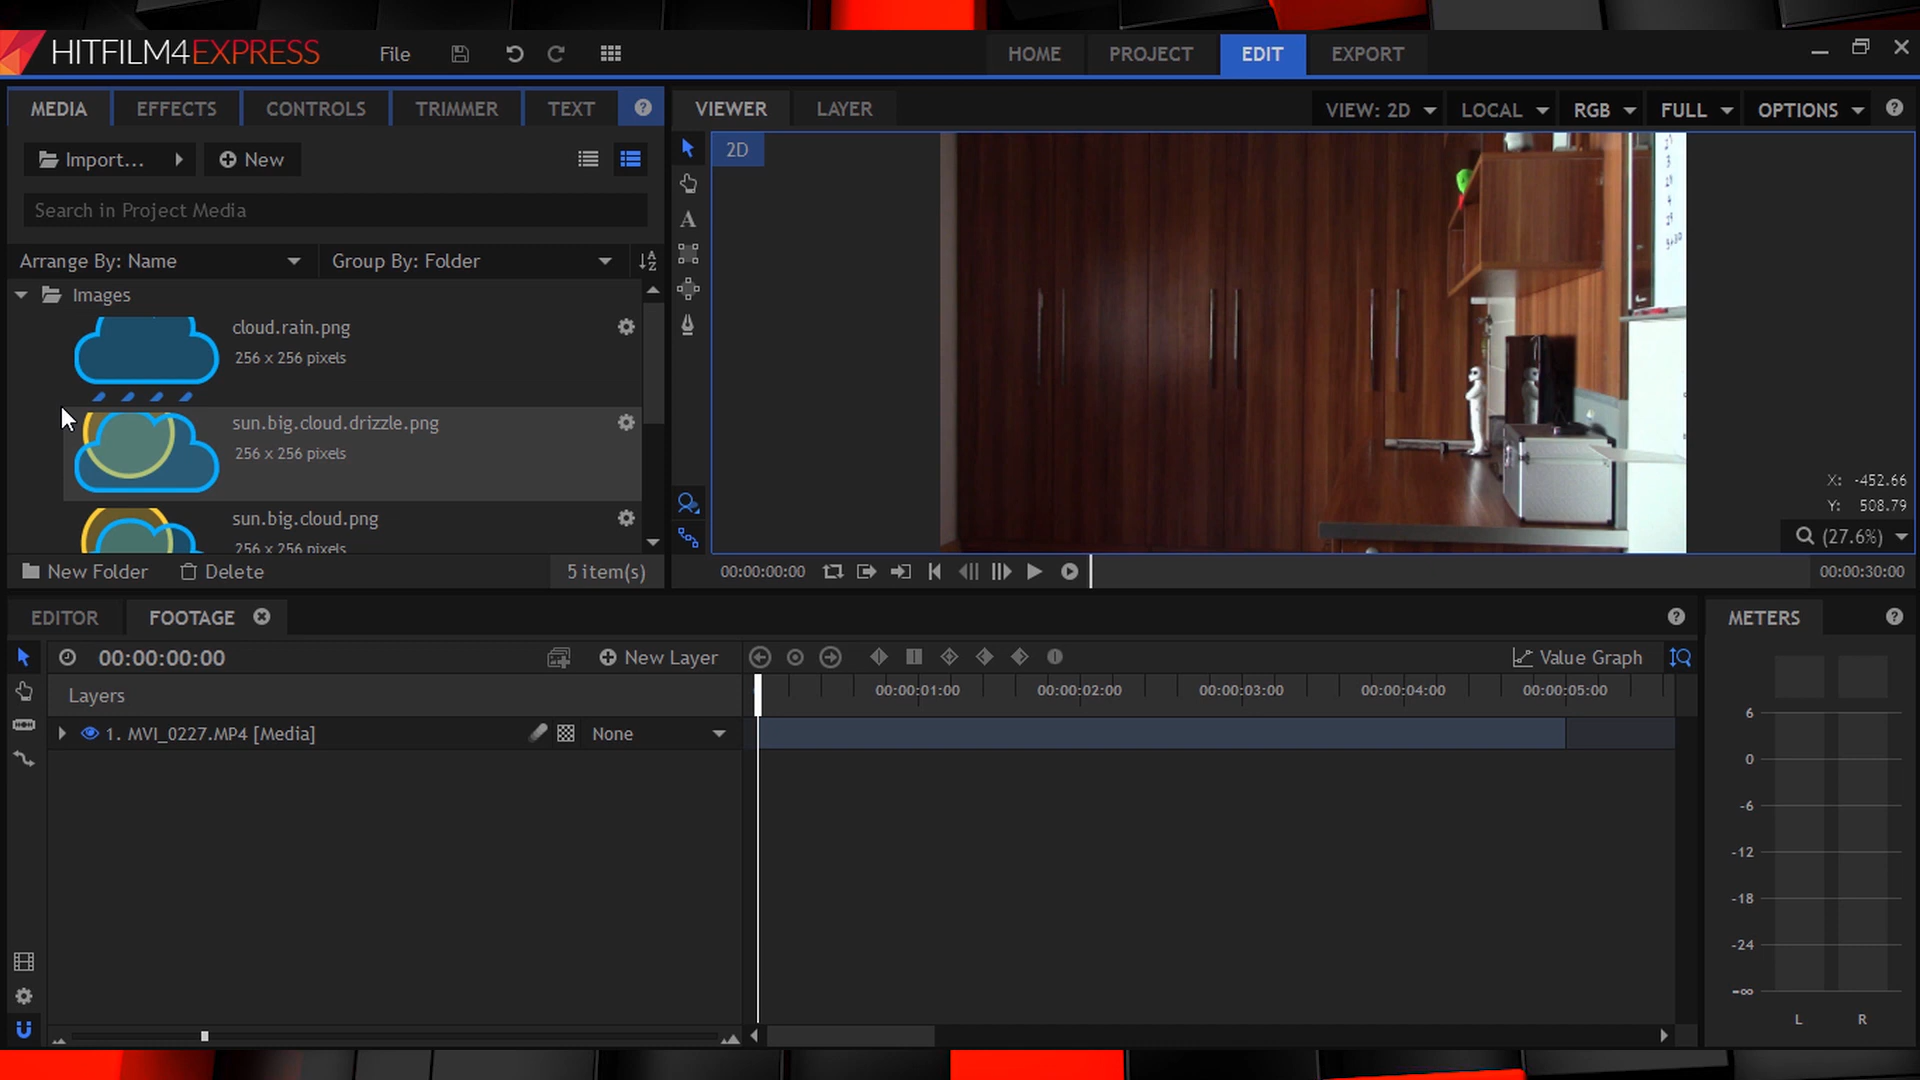 HITFILM4EXPRESS
File
HOME
PROJECT
EDIT
EXPORT
MEDIA
EFFECTS
CONTROLS
TRIMMER
TEXT
?
VIEWER
LAYER
VIEW: 2D
LOCAL
RGB
FULL
OPTIONS
?
Import...
New
2D
Search in Project Media
Arrange By: Name
Group By: Folder
Images
cloud.rain.png
256 x 256 pixels
sun.big.cloud.drizzle.png
256 x 256 pixels
X: -452.66
Y: 508.79
sun.big.cloud.png
256 x 256 pixels
(27.6%)
New Folder
Delete
5 item(s)
00:00:00:00
00:00:30:00
EDITOR
FOOTAGE
?
METERS
?
00:00:00:00
New Layer
Value Graph
Layers
00:00:01:00
00:00:02:00
00:00:03:00
00:00:04:00
00:00:05:00
1. MVI_0227.MP4 [Media]
None
6
0
-6
-12
-18
-24
-∞
L
R